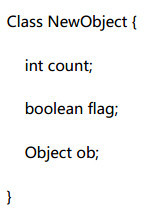 Class NewObject {
int count;
boolean flag;
Object ob;
}